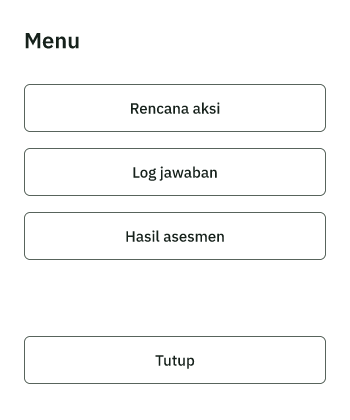 Menu
Rencana aksi
Log jawaban
Hasil asesmen
Tutup